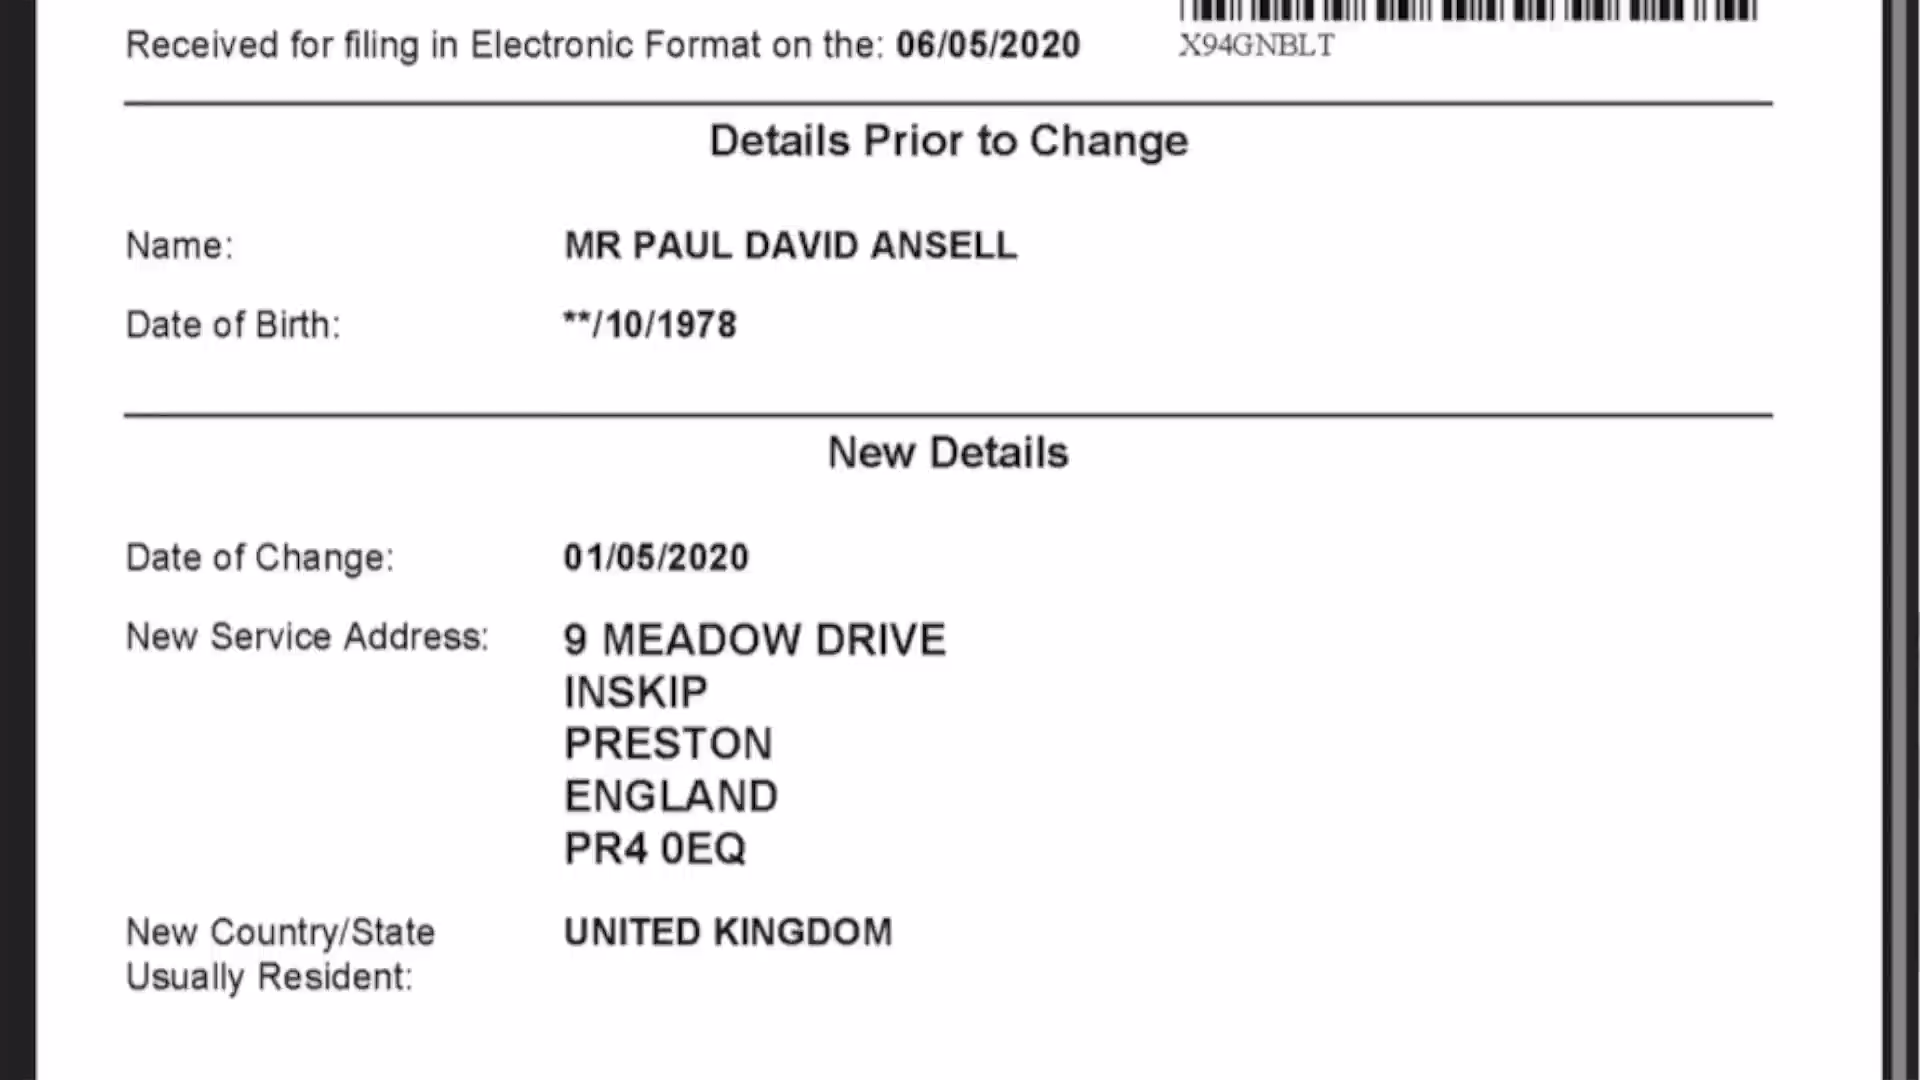 Received for filing in Electronic Format on the: 06/05/2020
X94GNBLT
Details Prior to Change
Name: MR PAUL DAVID ANSELL
Date of Birth: **/10/1978
New Details
Date of Change: 01/05/2020
New Service Address: 9 MEADOW DRIVE
INSKIP
PRESTON
ENGLAND
PR4 0EQ
New Country/State UNITED KINGDOM
Usually Resident: